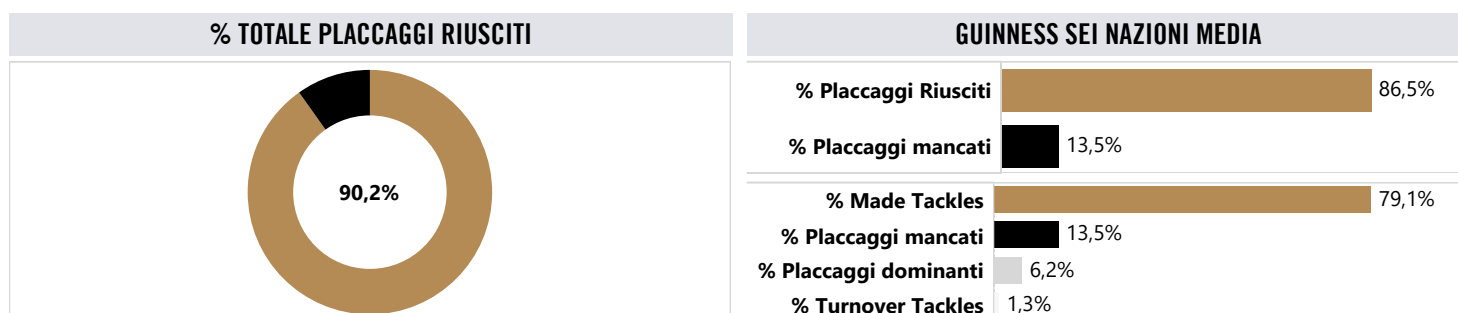 % TOTALE PLACCAGGI RIUSCITI
90,2%
GUINNESS SEI NAZIONI MEDIA
% Placcaggi Riusciti 86,5%
% Placcaggi mancati 13,5%
% Made Tackles 79,1%
% Placcaggi mancati 13,5%
% Placcaggi dominanti 6,2%
% Turnover Tackles 1,3%